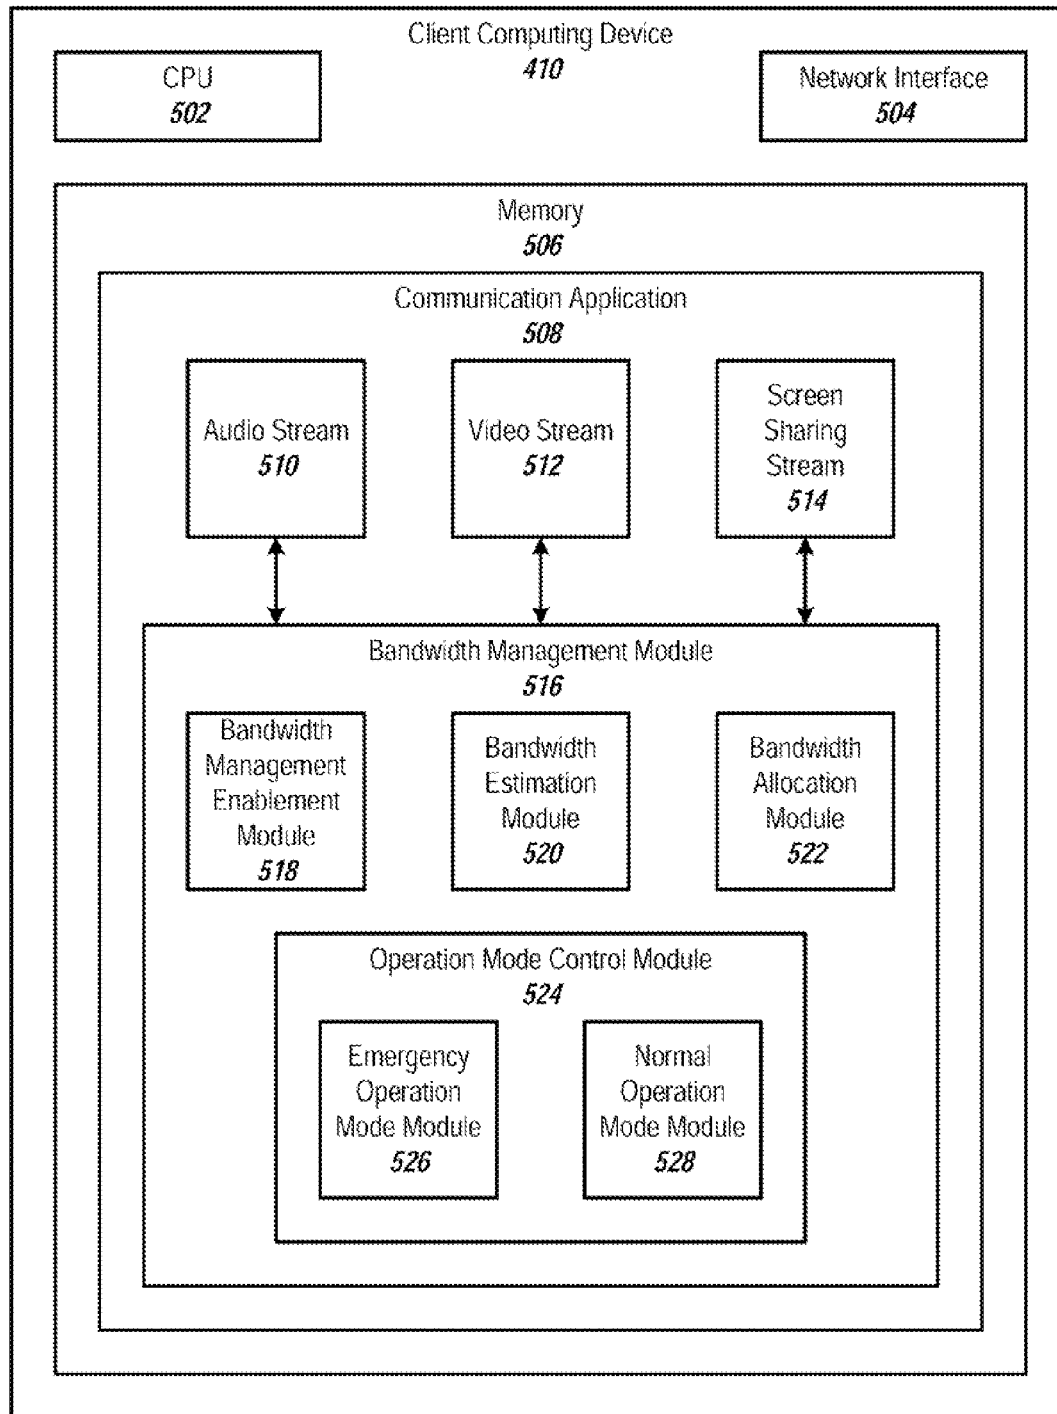 Client Computing Device
410
CPU
502
Network Interface
504
Memory
506
Communication Application
508
Audio Stream
510
Video Stream
512
Screen
Sharing
Stream
514
Bandwidth Management Module
516
Bandwidth
Management
Enablement
Module
518
Bandwidth
Estimation
Module
520
Bandwidth
Allocation
Module
522
Operation Mode Control Module
524
Emergency
Operation
Mode Module
526
Normal
Operation
Mode Module
528